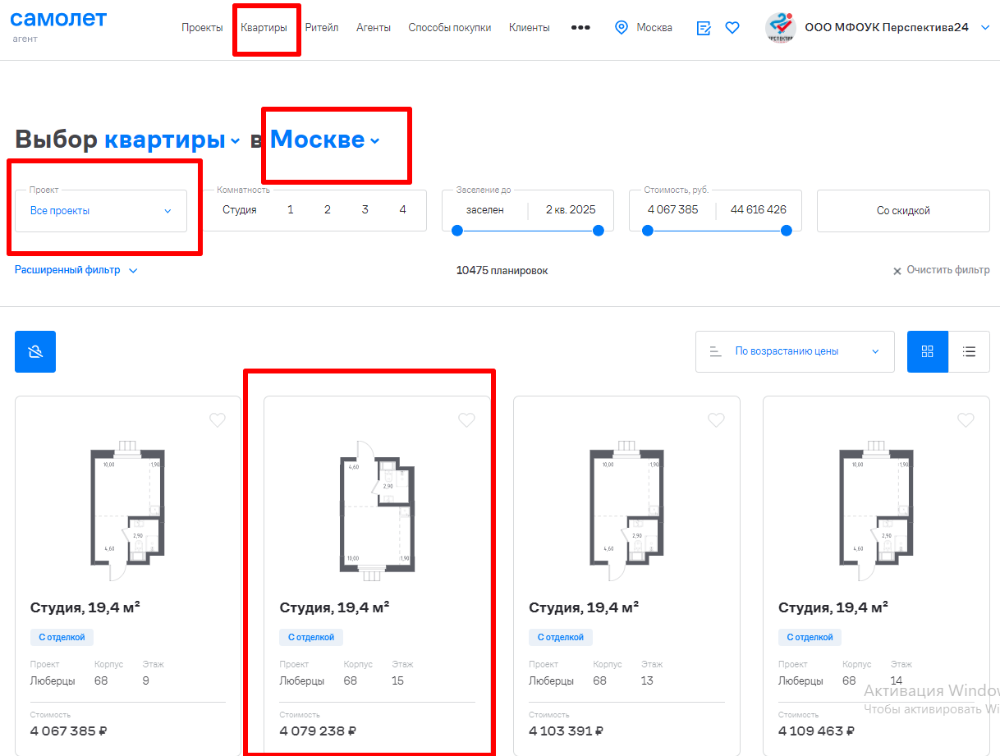 самолет
агент
Проекты Квартиры Ритейл Агенты Способы покупки Клиенты ••• Москва ООО МФОУК Перспектива24
Выбор квартиры в Москве
Проект
Все проекты
Комнатность
Студия 1 2 3 4
Заселение до
заселен 2 кв. 2025
Стоимость, руб.
4 067 385 44 616 426
Со скидкой
Расширенный фильтр 10475 планировок Очистить фильтр
По возрастанию цены
10,00 1,90
2,90
4,60
Студия, 19,4 м²
С отделкой
Проект Корпус Этаж
Люберцы 68 9
Стоимость
4 067 385 ₽
4,60
2,90
10,00 1,90
Студия, 19,4 м²
С отделкой
Проект Корпус Этаж
Люберцы 68 15
Стоимость
4 079 238 ₽
10,00 1,90
2,90
4,60
Студия, 19,4 м²
С отделкой
Проект Корпус Этаж
Люберцы 68 13
Стоимость
4 103 391 ₽
10,00 1,90
2,90
4,60
Студия, 19,4 м²
С отделкой
Проект Корпус Этаж
Люберцы 68 14
Стоимость
4 109 463 ₽
Активация Windo
Чтобы активировать Wi